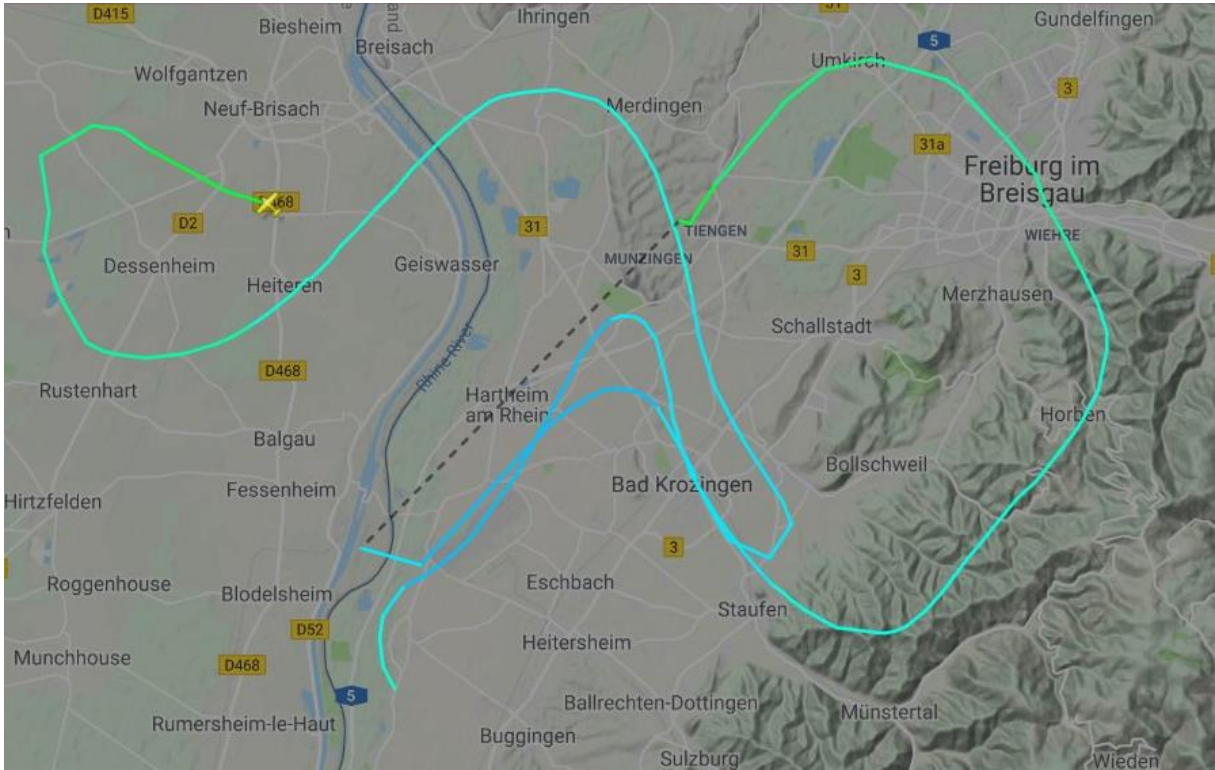 D415
Biesheim
Breisach
Ihringen
31
Gundelfingen
5
Umkirch
Wolfgantzen
Neuf-Brisach
Merdingen
3
31a
Freiburg im
Breisgau
D468
D2
31
TIENGEN
WIEHRE
MUNZINGEN
31
3
Dessenheim
Geiswasser
Heiteren
Merzhausen
Schallstadt
Rhine River
D468
Rustenhart
Hartheim
am Rhein
Horben
Balgau
Bollschweil
Fessenheim
Bad Krozingen
Hirtzfelden
3
Roggenhouse
Blodelsheim
Eschbach
Staufen
D52
Heitersheim
Munchhouse
D468
5
Ballrechten-Dottingen
Münstertal
Rumersheim-le-Haut
Buggingen
Sulzburg
Wieden